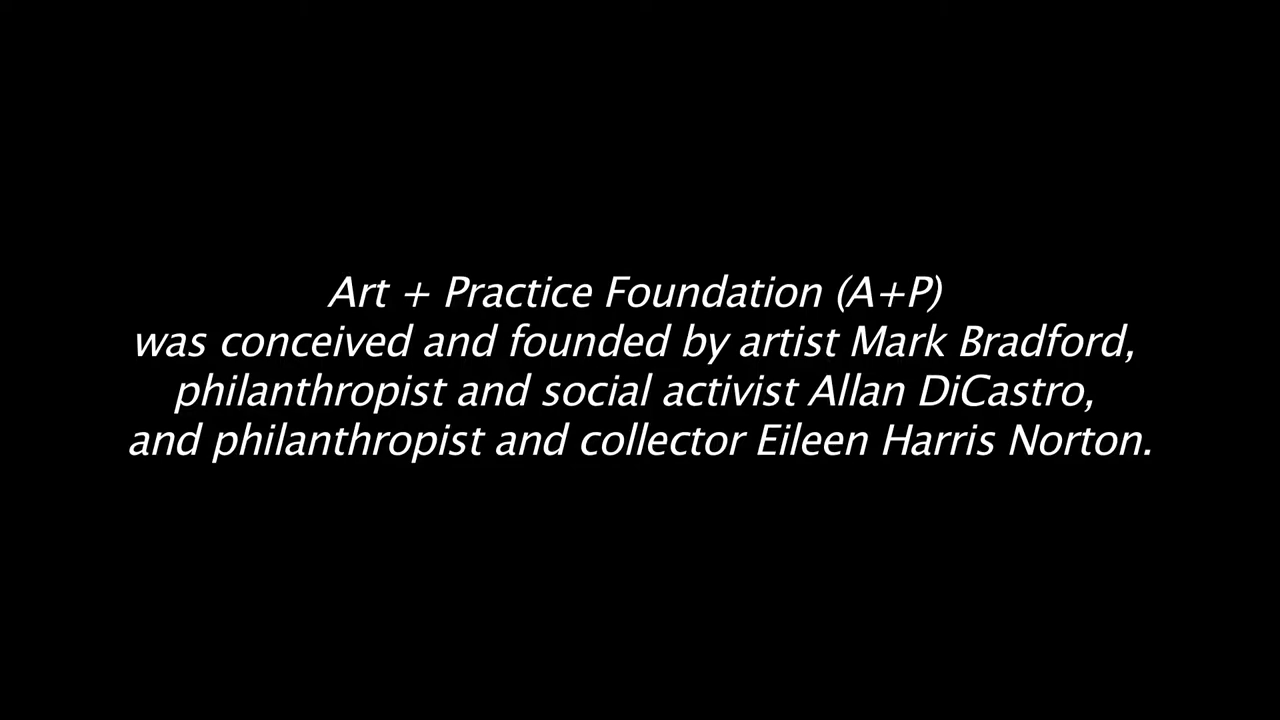 Art + Practice Foundation (A+P)
was conceived and founded by artist Mark Bradford,
philanthropist and social activist Allan DiCastro,
and philanthropist and collector Eileen Harris Norton.